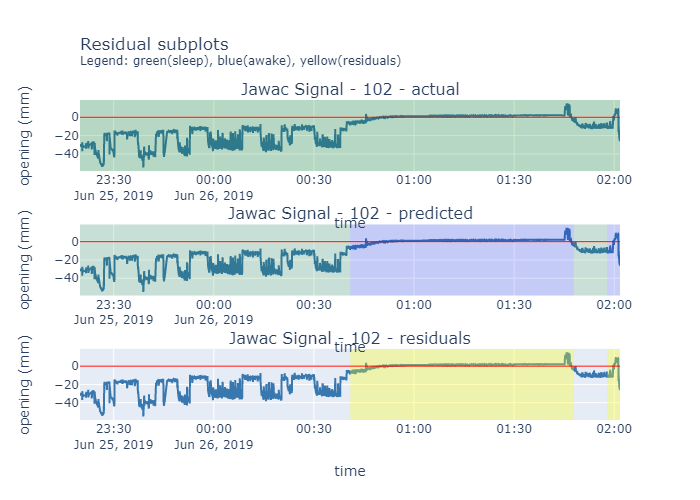 Residual subplots
Legend: green(sleep), blue(awake), yellow(residuals)
Jawac Signal - 102 - actual
opening (mm)
0
−20
−40
23:30 00:00 00:30 01:00 01:30 02:00
Jun 25, 2019 Jun 26, 2019
time
Jawac Signal - 102 - predicted
opening (mm)
0
−20
−40
23:30 00:00 00:30 01:00 01:30 02:00
Jun 25, 2019 Jun 26, 2019
time
Jawac Signal - 102 - residuals
opening (mm)
0
−20
−40
23:30 00:00 00:30 01:00 01:30 02:00
Jun 25, 2019 Jun 26, 2019
time